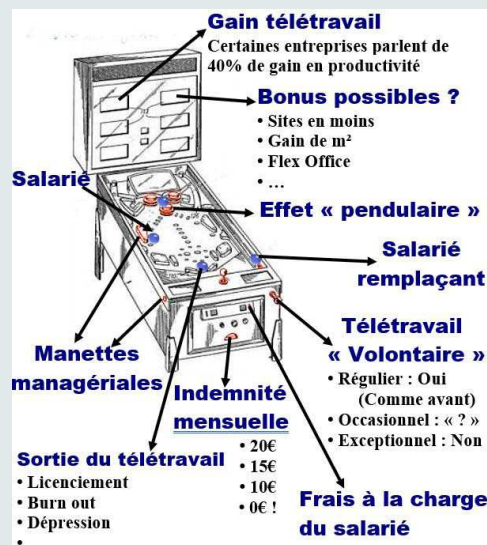 Gain télétravail
Certaines entreprises parlent de
40% de gain en productivité
Bonus possibles ?
• Sites en moins
• Gain de m²
• Flex Office
• ...
Salarié
Effet « pendulaire »
Salarié
remplaçant
Manettes
managériales
Télétravail
« Volontaire »
• Régulier : Oui
(Comme avant)
• Occasionnel : « ? »
• Exceptionnel : Non
Indemnité
mensuelle
• 20€
• 15€
• 10€
• 0€ !
Sortie du télétravail
• Licenciement
• Burn out
• Dépression
•
Frais à la charge
du salarié